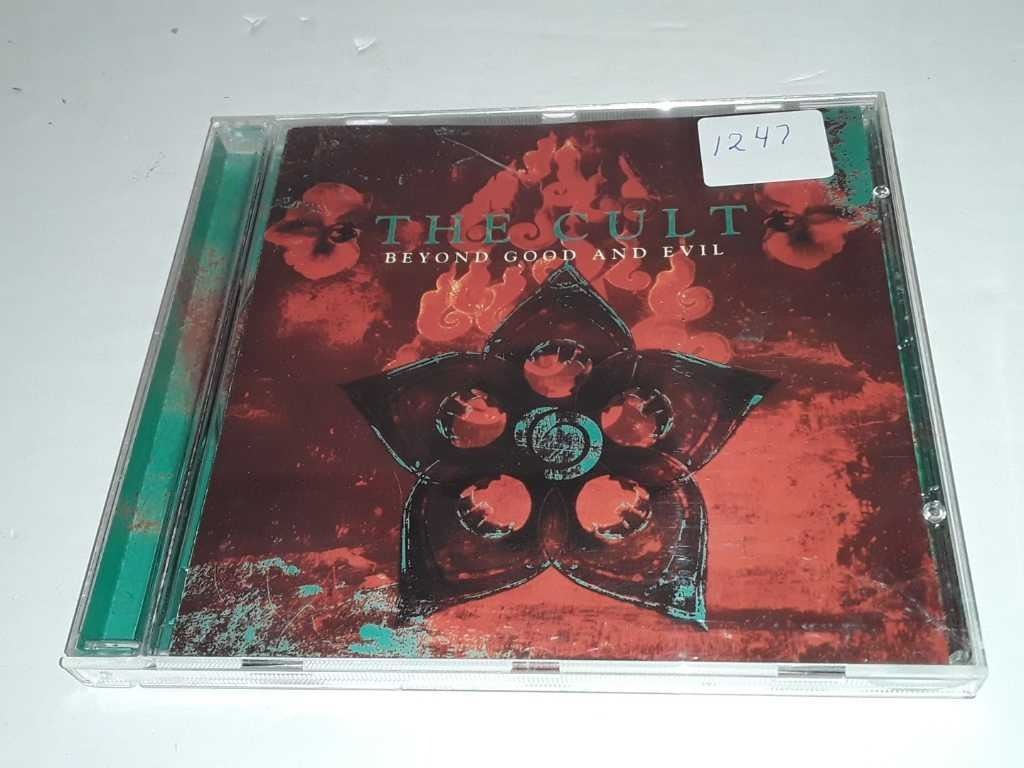 1247
THE CULT
BEYOND GOOD AND EVIL